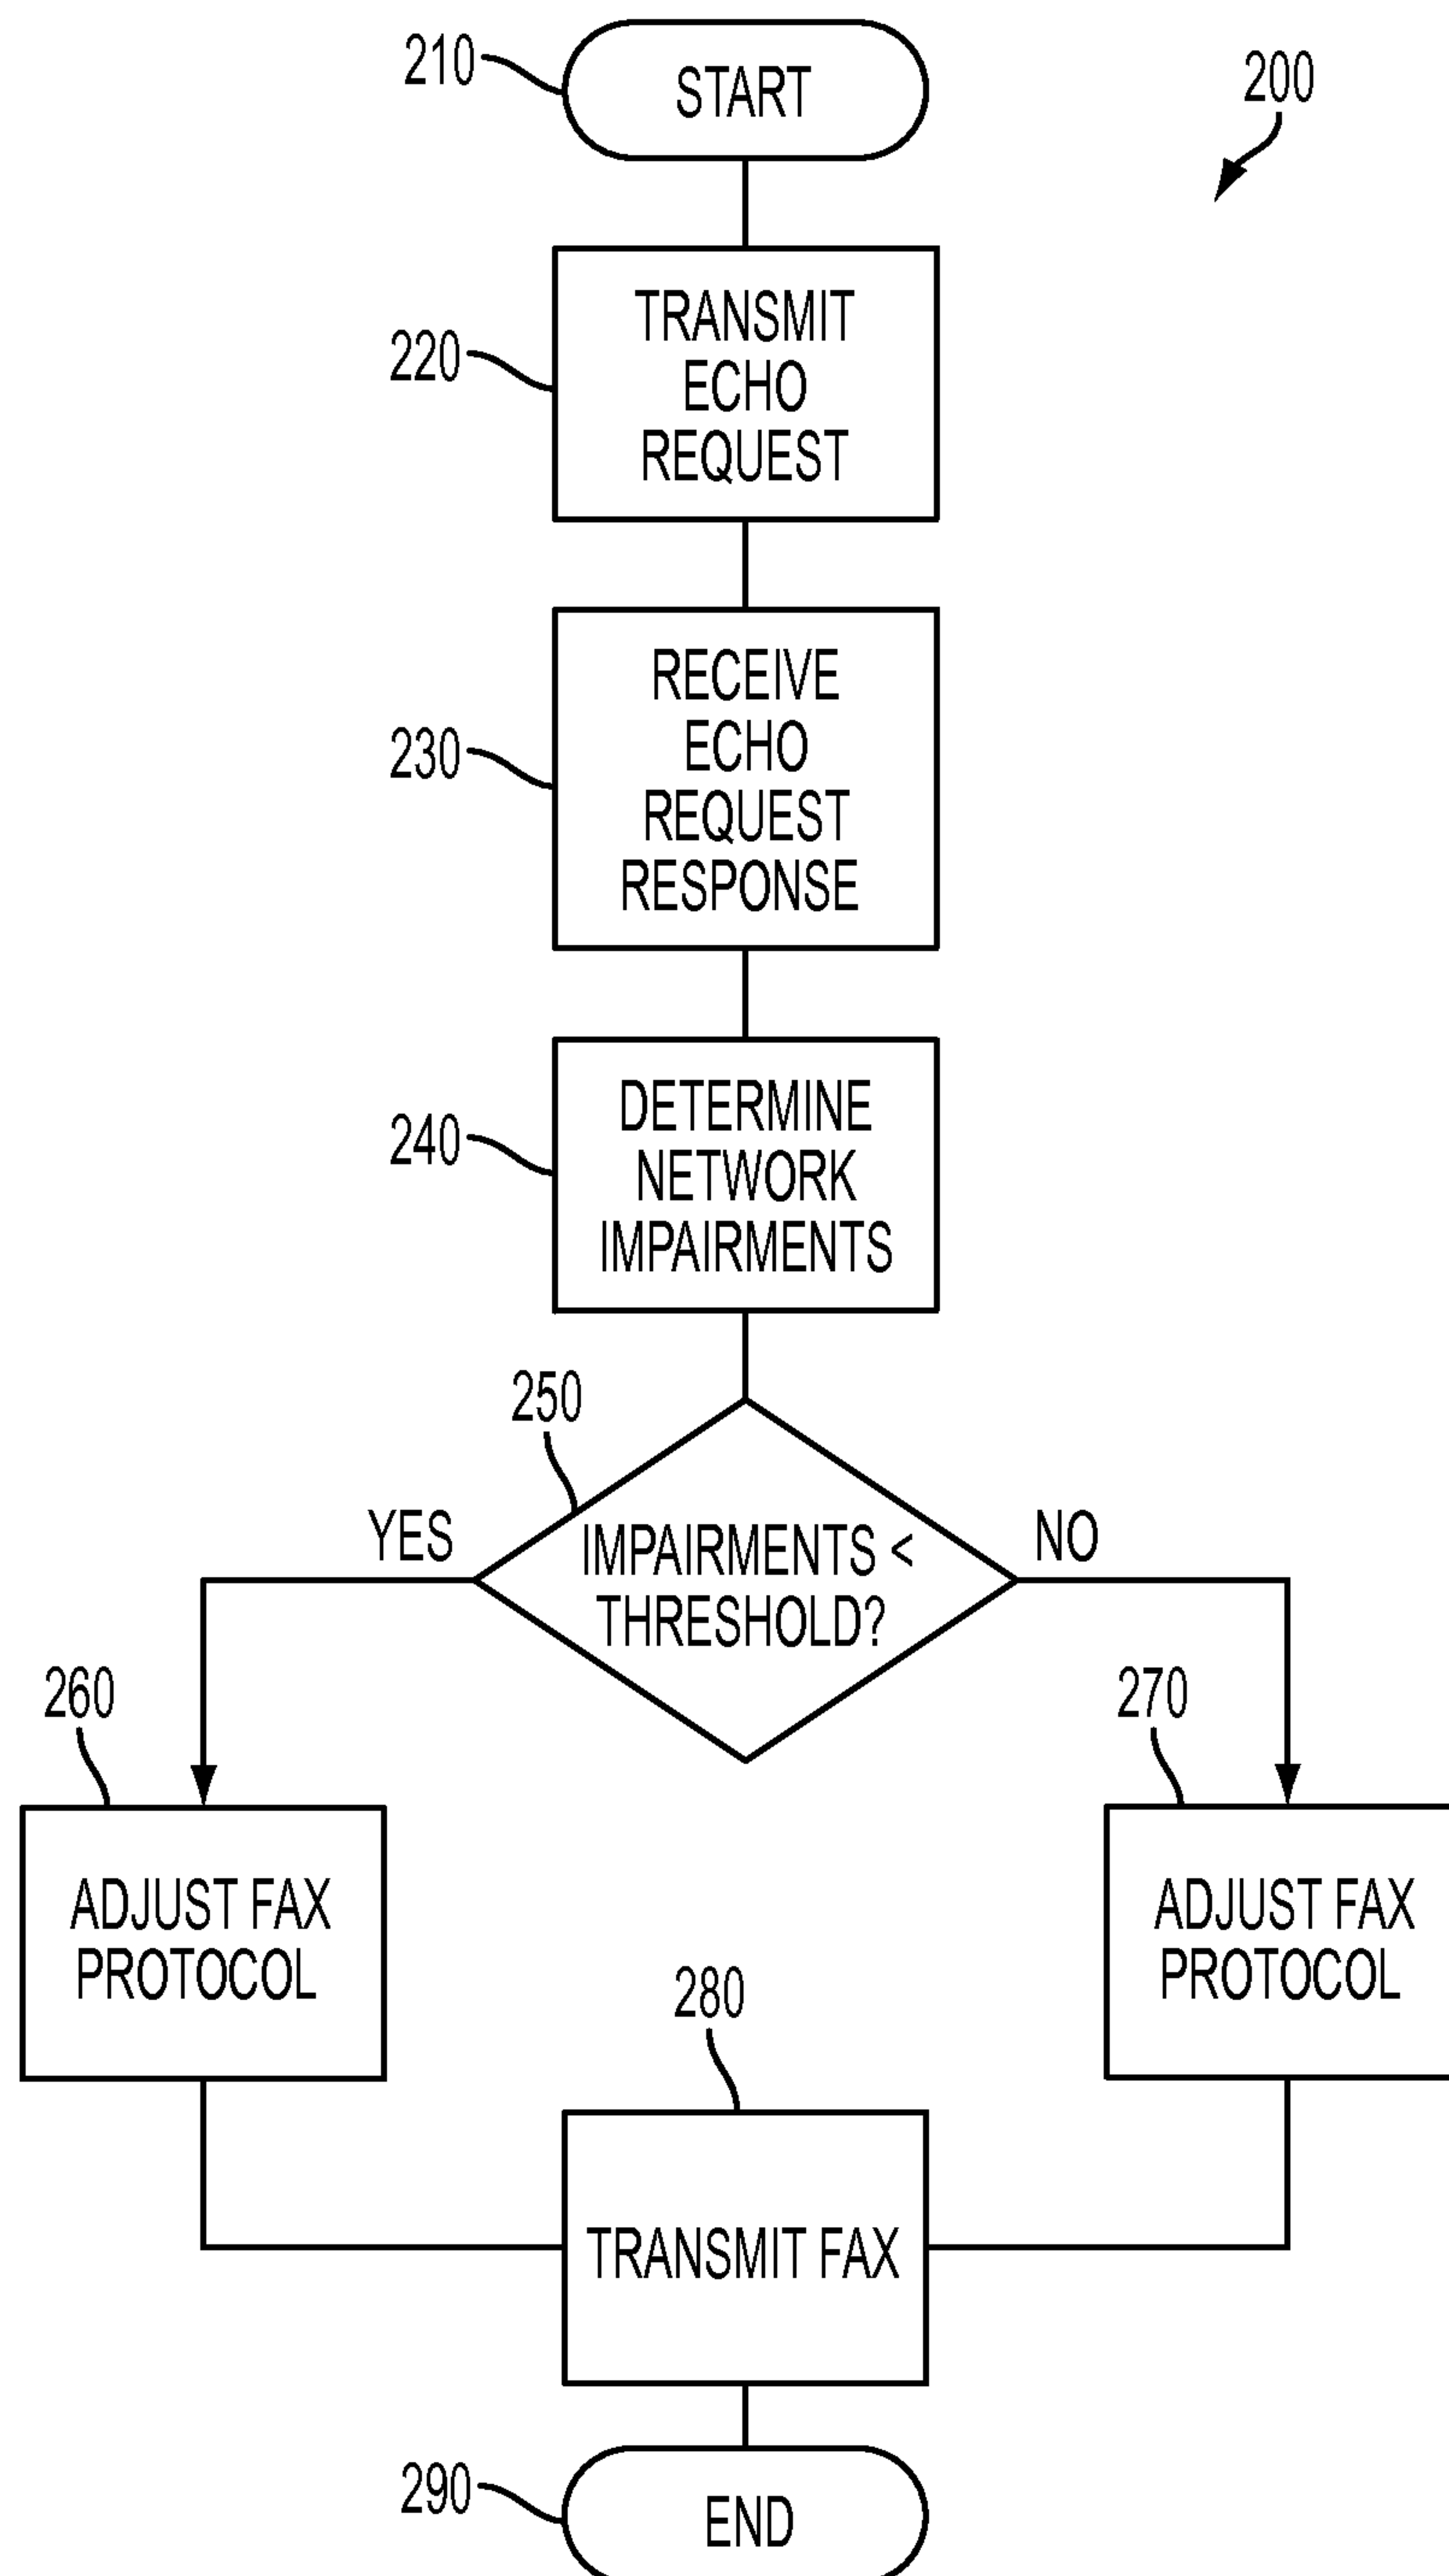 210
START
200
220
TRANSMIT
ECHO
REQUEST
230
RECEIVE
ECHO
REQUEST
RESPONSE
240
DETERMINE
NETWORK
IMPAIRMENTS
250
YES
IMPAIRMENTS <
THRESHOLD?
NO
260
ADJUST FAX
PROTOCOL
270
ADJUST FAX
PROTOCOL
280
TRANSMIT FAX
290
END